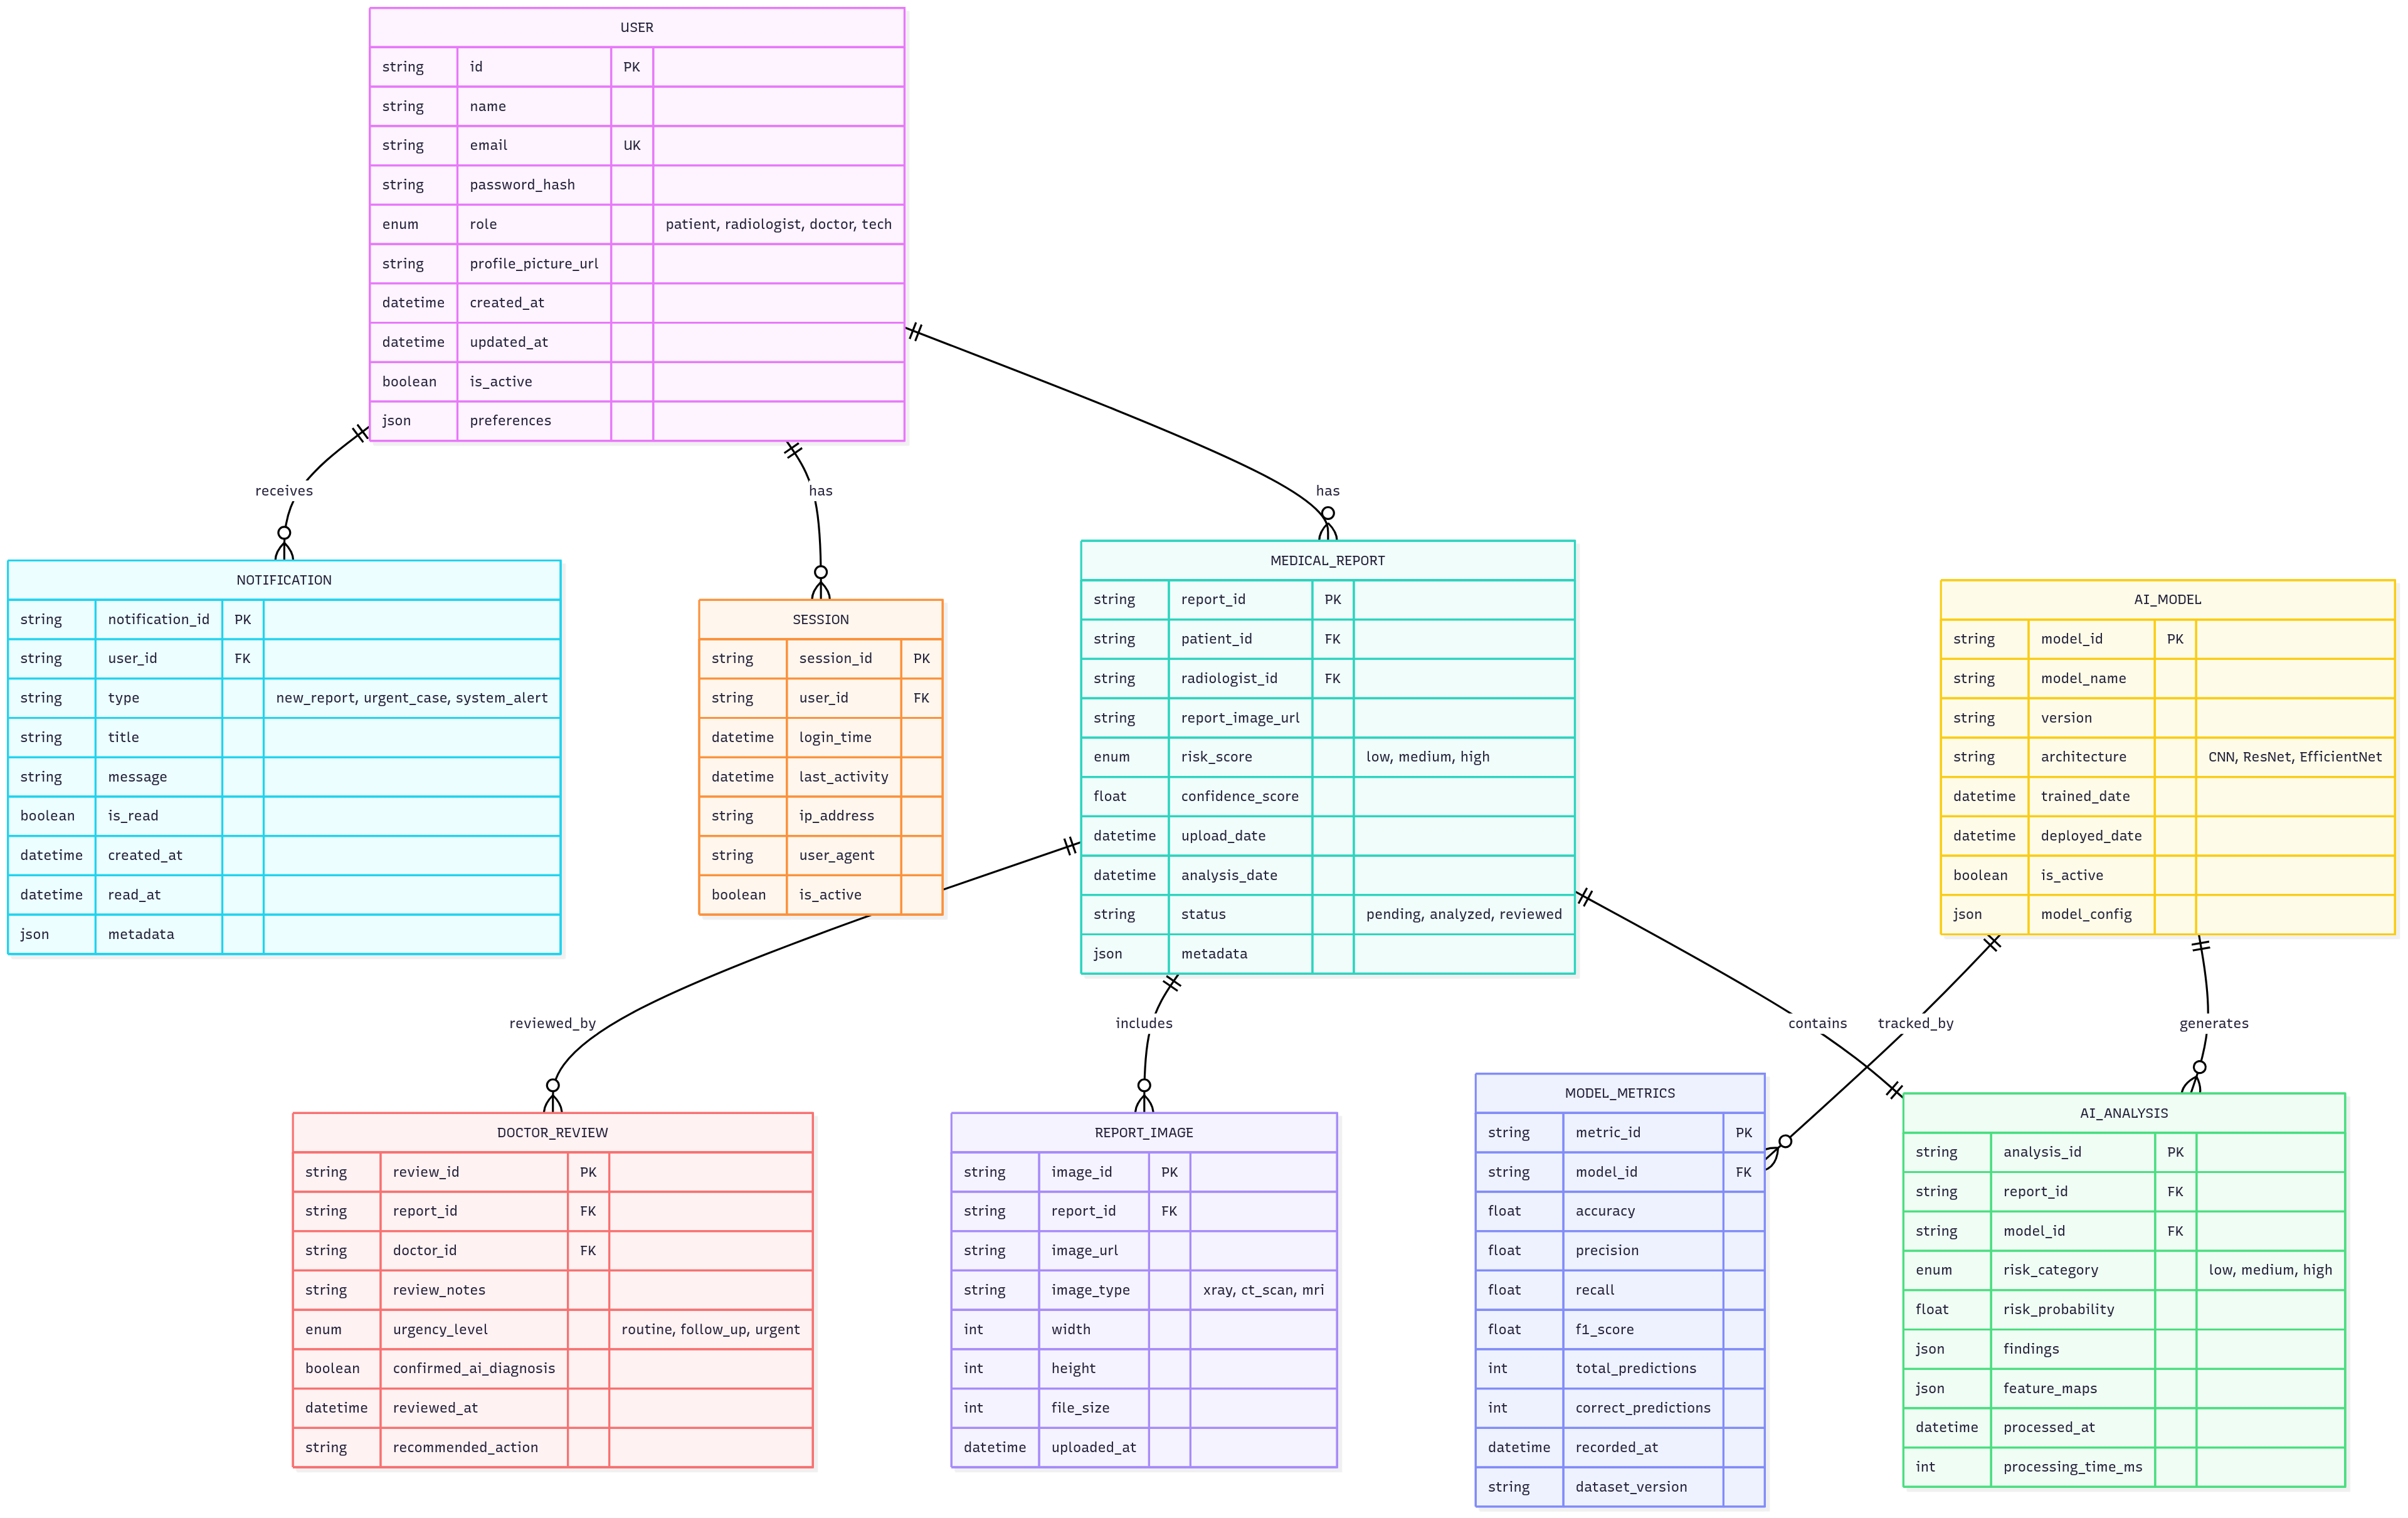 USER
string id PK
string name
string email UK
string password_hash
enum role patient, radiologist, doctor, tech
string profile_picture_url
datetime created_at
datetime updated_at
boolean is_active
json preferences
receives
has
has
NOTIFICATION
string notification_id PK
string user_id FK
string type new_report, urgent_case, system_alert
string title
string message
boolean is_read
datetime created_at
datetime read_at
json metadata
SESSION
string session_id PK
string user_id FK
datetime login_time
datetime last_activity
string ip_address
string user_agent
boolean is_active
MEDICAL_REPORT
string report_id PK
string patient_id FK
string radiologist_id FK
string report_image_url
enum risk_score low, medium, high
float confidence_score
datetime upload_date
datetime analysis_date
string status pending, analyzed, reviewed
json metadata
AI_MODEL
string model_id PK
string model_name
string version
string architecture CNN, ResNet, EfficientNet
datetime trained_date
datetime deployed_date
boolean is_active
json model_config
reviewed_by
includes
contains
tracked_by
generates
DOCTOR_REVIEW
string review_id PK
string report_id FK
string doctor_id FK
string review_notes
enum urgency_level routine, follow_up, urgent
boolean confirmed_ai_diagnosis
datetime reviewed_at
string recommended_action
REPORT_IMAGE
string image_id PK
string report_id FK
string image_url
string image_type xray, ct_scan, mri
int width
int height
int file_size
datetime uploaded_at
MODEL_METRICS
string metric_id PK
string model_id FK
float accuracy
float precision
float recall
float f1_score
int total_predictions
int correct_predictions
datetime recorded_at
string dataset_version
AI_ANALYSIS
string analysis_id PK
string report_id FK
string model_id FK
enum risk_category low, medium, high
float risk_probability
json findings
json feature_maps
datetime processed_at
int processing_time_ms